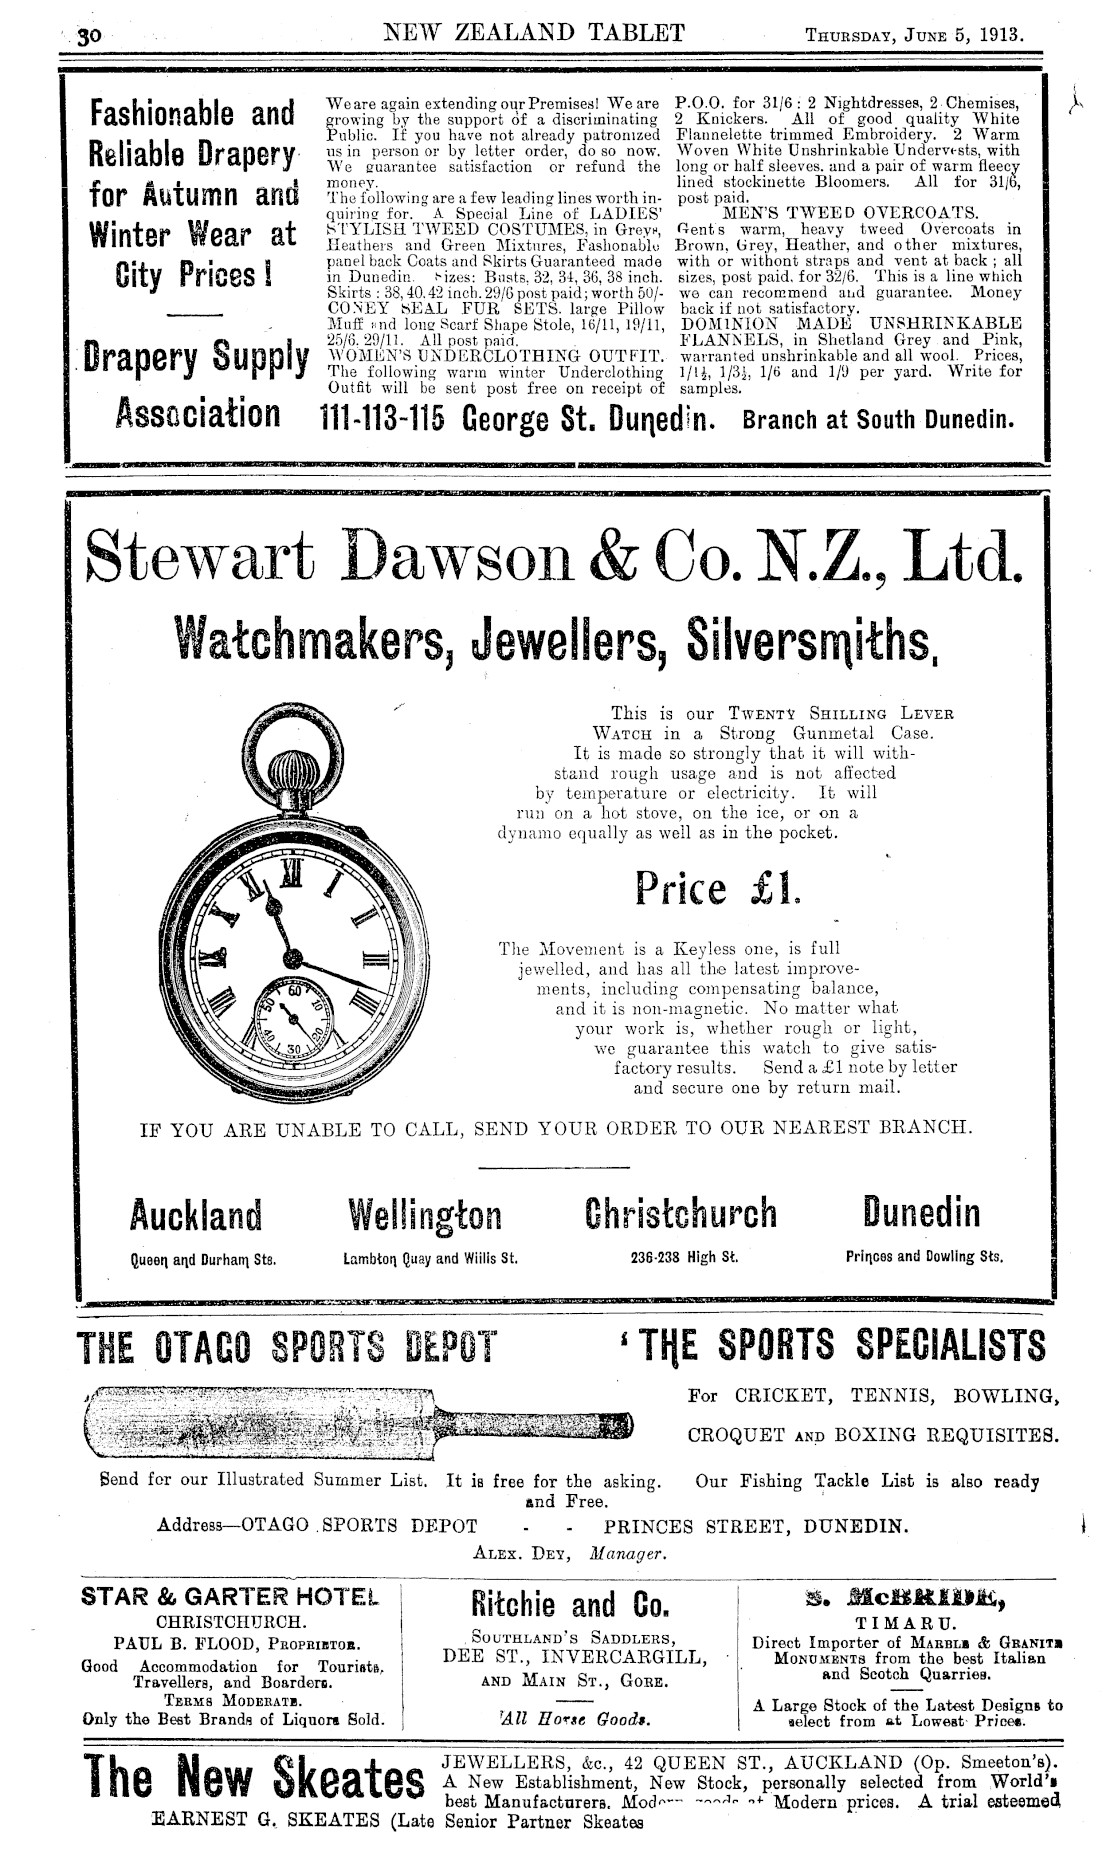 30
NEW ZEALAND TABLET
THURSDAY, JUNE 5, 1913.
Fashionable and
Reliable Drapery
for Autumn and
Winter Wear at
City Prices!
Drapery Supply
Association
We are again extending our Premises! We are
growing by the support of a discriminating
Public. If you have not already patronized
us in person or by letter order, do so now.
We guarantee satisfaction or refund the
money.
The following are a few leading lines worth in-
quiring for. A Special Line of LADIES'
STYLISH TWEED COSTUMES, in Greys,
Heathers and Green Mixtures, Fashionable
panel back Coats and Skirts Guaranteed made
in Dunedin. Sizes: Busts, 32, 34, 36, 38 inch.
Skirts: 38, 40. 42 inch. 29/6 post paid; worth 50/-
CONEY SEAL FUR SETS. large Pillow
Muff and long Scarf Shape Stole, 16/11, 19/11,
25/6. 29/11. All post paid.
WOMEN'S UNDERCLOTHING OUTFIT.
The following warm winter Underclothing
Outfit will be sent post free on receipt of
P.O.O. for 31/6: 2 Nightdresses, 2 Chemises,
2 Knickers. All of good quality White
Flannelette trimmed Embroidery. 2 Warm
Woven White Unshrinkable Undervests, with
long or half sleeves. and a pair of warm fleecy
lined stockinette Bloomers. All for 31/6,
post paid.
MEN'S TWEED OVERCOATS.
Gent's warm, heavy tweed Overcoats in
Brown, Grey, Heather, and other mixtures,
with or without straps and vent at back; all
sizes, post paid. for 32/6. This is a line which
we can recommend and guarantee. Money
back if not satisfactory.
DOMINION MADE UNSHRINKABLE
FLANNELS, in Shetland Grey and Pink,
warranted unshrinkable and all wool. Prices,
1/1½, 1/3½, 1/6 and 1/9 per yard. Write for
samples.
111-113-115 George St. Dunedin. Branch at South Dunedin.
Stewart Dawson & Co. N.Z., Ltd.
Watchmakers, Jewellers, Silversmiths,
This is our TWENTY SHILLING LEVER
WATCH in a Strong Gunmetal Case.
It is made so strongly that it will with-
stand rough usage and is not affected
by temperature or electricity. It will
run on a hot stove, on the ice, or on a
dynamo equally as well as in the pocket.
Price £1.
The Movement is a Keyless one, is full
jewelled, and has all the latest improve-
ments, including compensating balance,
and it is non-magnetic. No matter what
your work is, whether rough or light,
we guarantee this watch to give satis-
factory results. Send a £1 note by letter
and secure one by return mail.
XII
I
II
III
IIII
V
VII
VIII
IX
X
XI
60
10
20
30
40
50
IF YOU ARE UNABLE TO CALL, SEND YOUR ORDER TO OUR NEAREST BRANCH.
Auckland
Queen and Durham Sts.
Wellington
Lambton Quay and Willis St.
Christchurch
236-238 High St.
Dunedin
Princes and Dowling Sts.
THE OTAGO SPORTS DEPOT ‘THE SPORTS SPECIALISTS
For CRICKET, TENNIS, BOWLING,
CROQUET AND BOXING REQUISITES.
Send for our Illustrated Summer List. It is free for the asking. Our Fishing Tackle List is also ready
and Free.
Address—OTAGO SPORTS DEPOT - - PRINCES STREET, DUNEDIN.
ALEX. DEY, Manager.
STAR & GARTER HOTEL
CHRISTCHURCH.
PAUL B. FLOOD, PROPRIETOR.
Good Accommodation for Tourists,
Travellers, and Boarders.
TERMS MODERATE.
Only the Best Brands of Liquors Sold.
Ritchie and Co.
SOUTHLAND'S SADDLERS,
DEE ST., INVERCARGILL,
AND MAIN ST., GORE.
'All Horse Goods.
S. McBRIDE,
TIMARU.
Direct Importer of MARBLE & GRANITE
MONUMENTS from the best Italian
and Scotch Quarries.
A Large Stock of the Latest Designs to
select from at Lowest Prices.
The New Skeates
JEWELLERS, &c., 42 QUEEN ST., AUCKLAND (Op. Smeeton's).
A New Establishment, New Stock, personally selected from World's
best Manufacturers. Modern goods at Modern prices. A trial esteemed
EARNEST G. SKEATES (Late Senior Partner Skeates